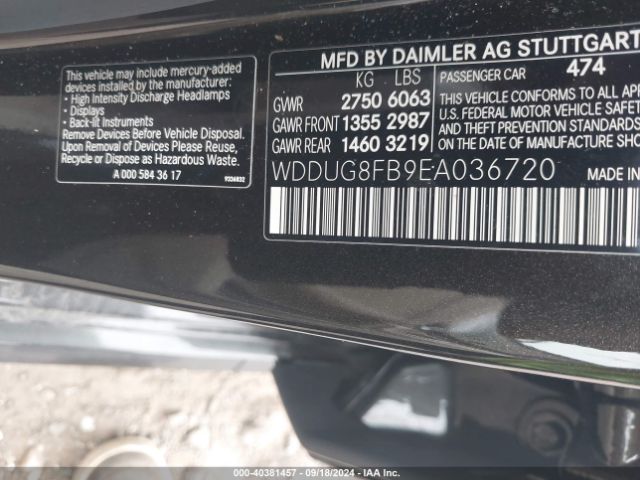 This vehicle may include mercury-added
devices installed by the manufacturer:
- High Intensity Discharge Headlamps
- Displays
- Back-lit Instruments
Remove Devices Before Vehicle Disposal.
Upon Removal of Devices Please Reuse,
Recycle or Dispose as Hazardous Waste.
A 000 584 36 17
9336832
MFD BY DAIMLER AG STUTTGART
KG LBS
GVWR 2750 6063
GAWR FRONT 1355 2987
GAWR REAR 1460 3219
PASSENGER CAR 474
THIS VEHICLE CONFORMS TO ALL APP
U.S. FEDERAL MOTOR VEHICLE SAFE
AND THEFT PREVENTION STANDARDS
DATE OF MANUFACTURE SHO
WDDUG8FB9EA036720
MADE IN
000-40381457 - 09/18/2024 - IAA Inc.